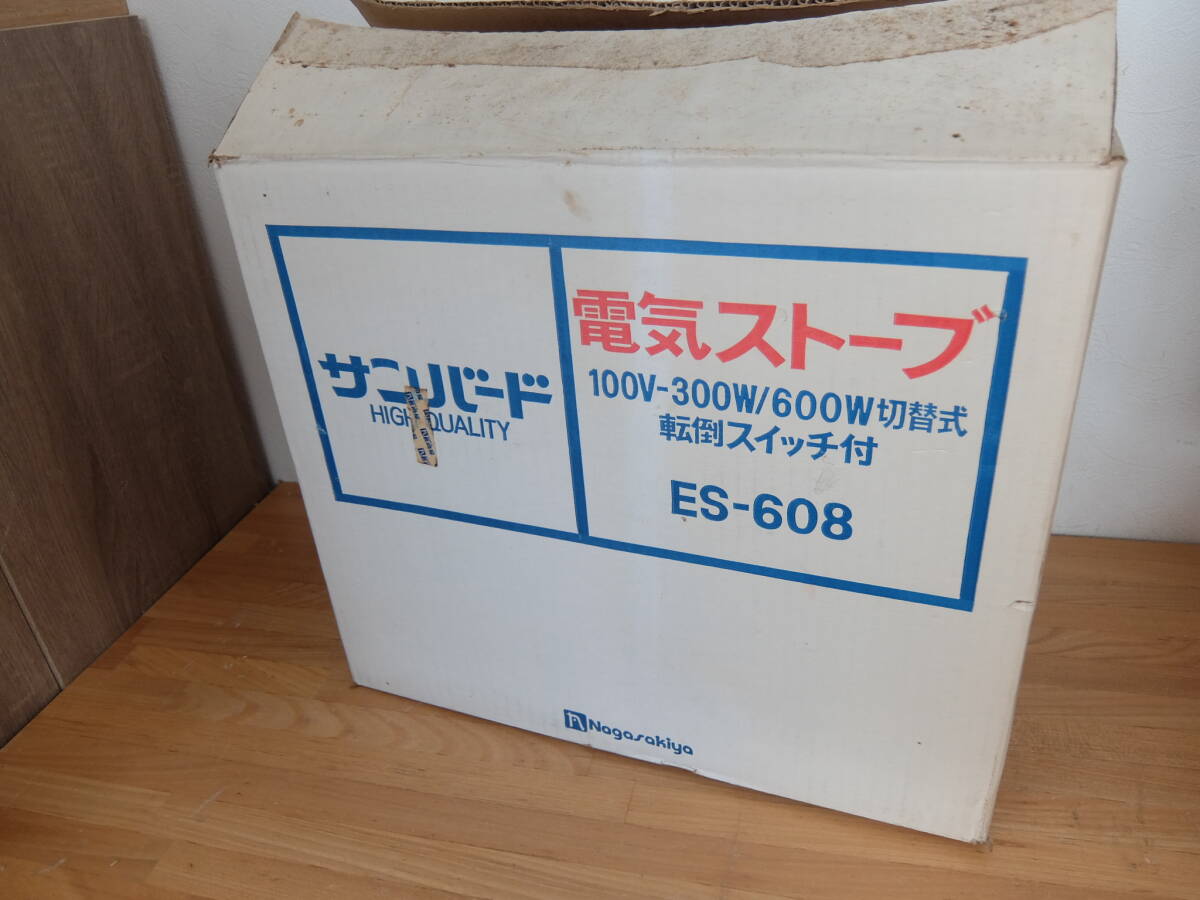 サンバード
HIGH QUALITY
電気ストーブ
100V-300W/600W切替式
転倒スイッチ付
ES-608
Nagasakiya